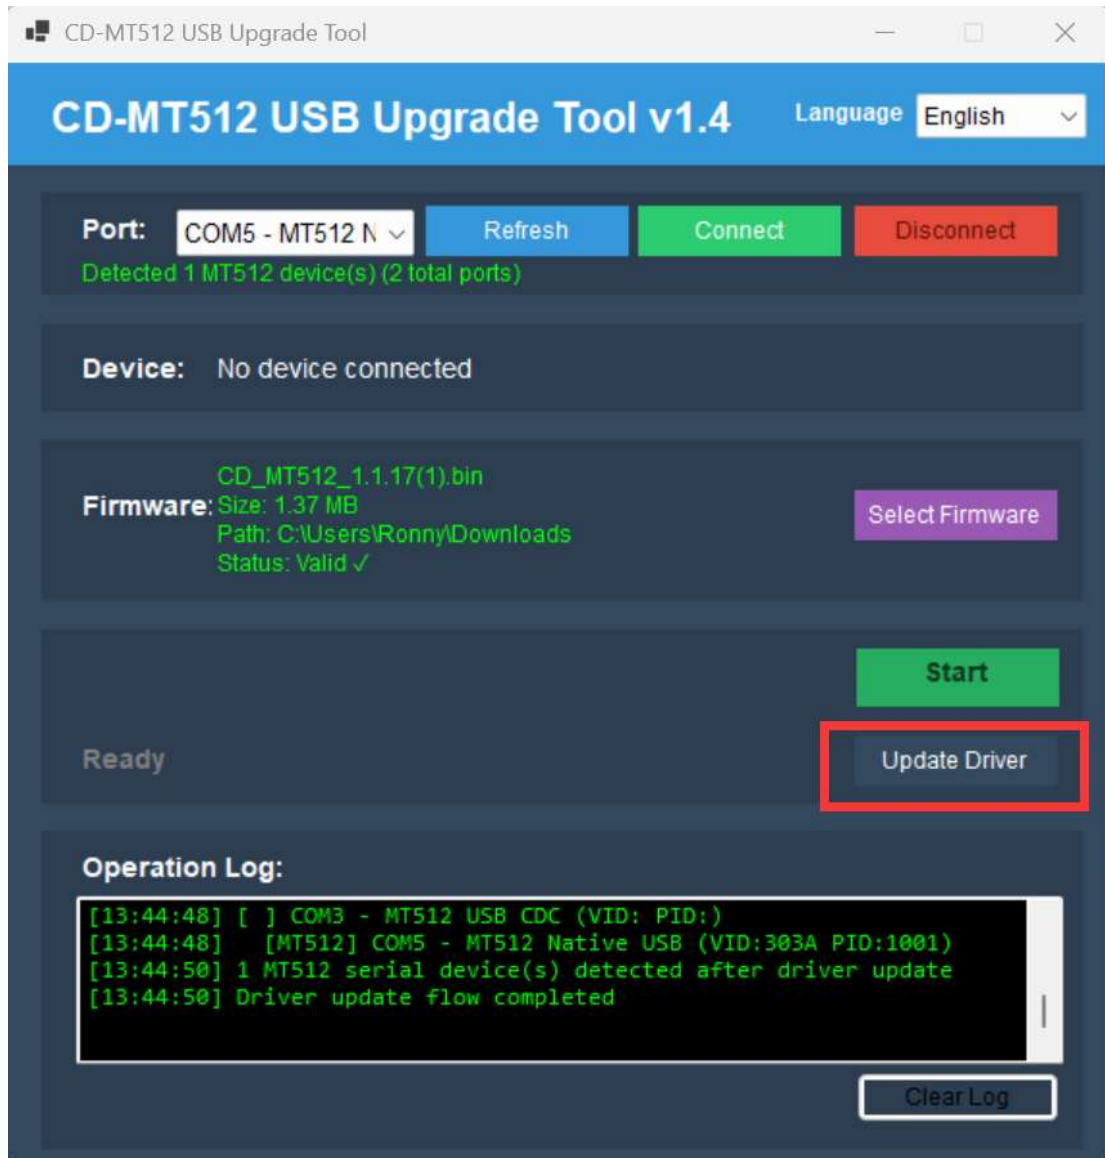 CD-MT512 USB Upgrade Tool
CD-MT512 USB Upgrade Tool v1.4 Language English
Port: COM5 - MT512 N Refresh Connect Disconnect
Detected 1 MT512 device(s) (2 total ports)
Device: No device connected
CD_MT512_1.1.17(1).bin
Firmware: Size: 1.37 MB Select Firmware
Path: C:\Users\Ronny\Downloads
Status: Valid ✓
Start
Ready Update Driver
Operation Log:
[13:44:48] [ ] COM3 - MT512 USB CDC (VID: PID:)
[13:44:48]   [MT512] COM5 - MT512 Native USB (VID:303A PID:1001)
[13:44:50] 1 MT512 serial device(s) detected after driver update
[13:44:50] Driver update flow completed
Clear Log